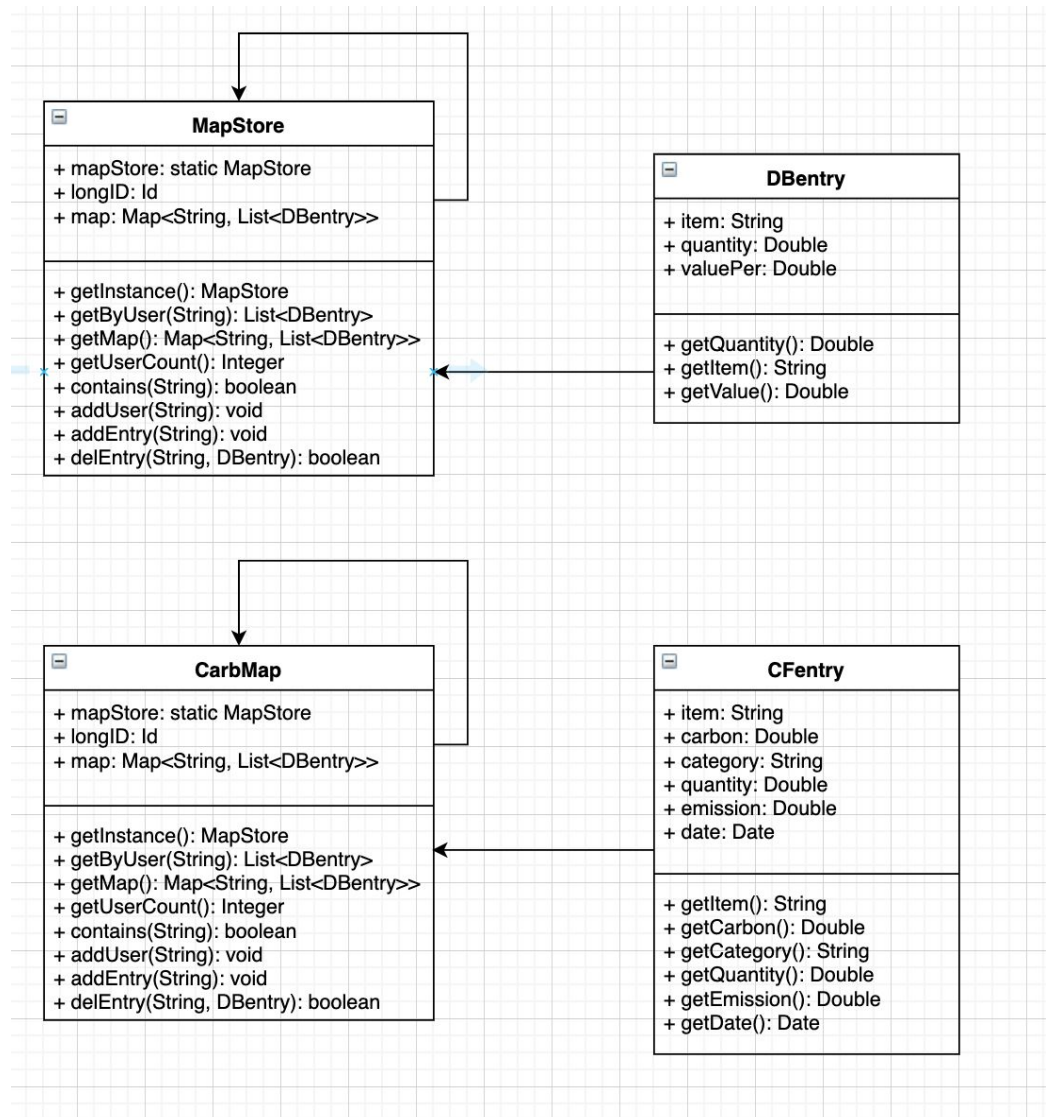 MapStore
+ mapStore: static MapStore
+ longID: Id
+ map: Map<String, List<DBentry>>
+ getInstance(): MapStore
+ getByUser(String): List<DBentry>
+ getMap(): Map<String, List<DBentry>>
+ getUserCount(): Integer
+ contains(String): boolean
+ addUser(String): void
+ addEntry(String): void
+ delEntry(String, DBentry): boolean
DBentry
+ item: String
+ quantity: Double
+ valuePer: Double
+ getQuantity(): Double
+ getItem(): String
+ getValue(): Double
CarbMap
+ mapStore: static MapStore
+ longID: Id
+ map: Map<String, List<DBentry>>
+ getInstance(): MapStore
+ getByUser(String): List<DBentry>
+ getMap(): Map<String, List<DBentry>>
+ getUserCount(): Integer
+ contains(String): boolean
+ addUser(String): void
+ addEntry(String): void
+ delEntry(String, DBentry): boolean
CFentry
+ item: String
+ carbon: Double
+ category: String
+ quantity: Double
+ emission: Double
+ date: Date
+ getItem(): String
+ getCarbon(): Double
+ getCategory(): String
+ getQuantity(): Double
+ getEmission(): Double
+ getDate(): Date